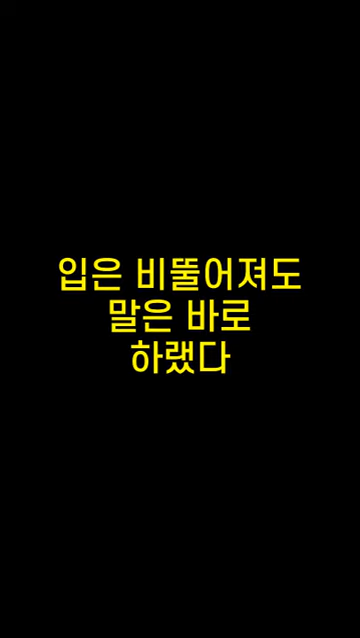 입은 비뚤어져도
말은 바로
하랬다